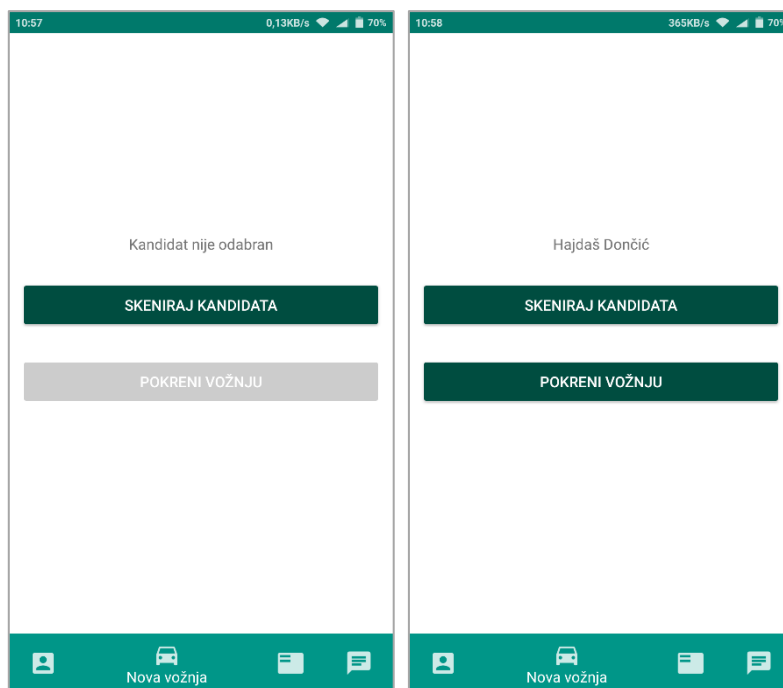 10:57 0,13KB/s 70%
Kandidat nije odabran
SKENIRAJ KANDIDATA
POKRENI VOŽNJU
Nova vožnja
10:58 365KB/s 70%
Hajdaš Dončić
SKENIRAJ KANDIDATA
POKRENI VOŽNJU
Nova vožnja